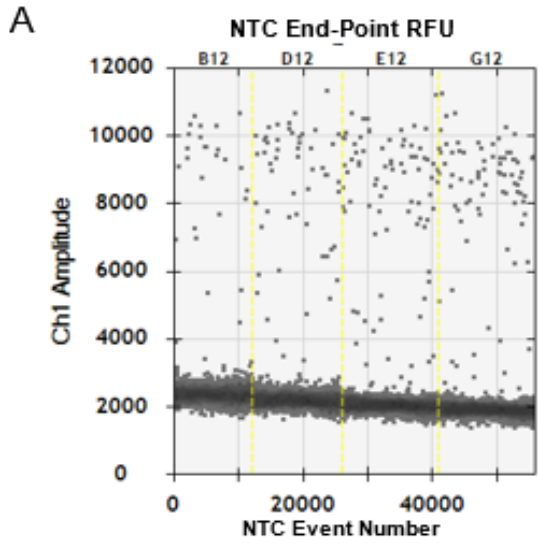 A
NTC End-Point RFU
B12 D12 E12 G12
12000
10000
8000
6000
4000
2000
0
Ch1 Amplitude
0 20000 40000
NTC Event Number